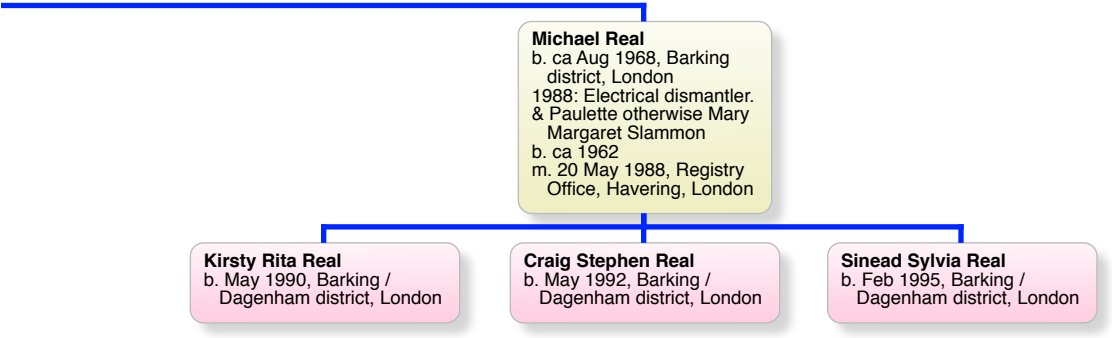 Michael Real
b. ca Aug 1968, Barking
district, London
1988: Electrical dismantler.
& Paulette otherwise Mary
Margaret Slammon
b. ca 1962
m. 20 May 1988, Registry
Office, Havering, London
Kirsty Rita Real
b. May 1990, Barking /
Dagenham district, London
Craig Stephen Real
b. May 1992, Barking /
Dagenham district, London
Sinead Sylvia Real
b. Feb 1995, Barking /
Dagenham district, London